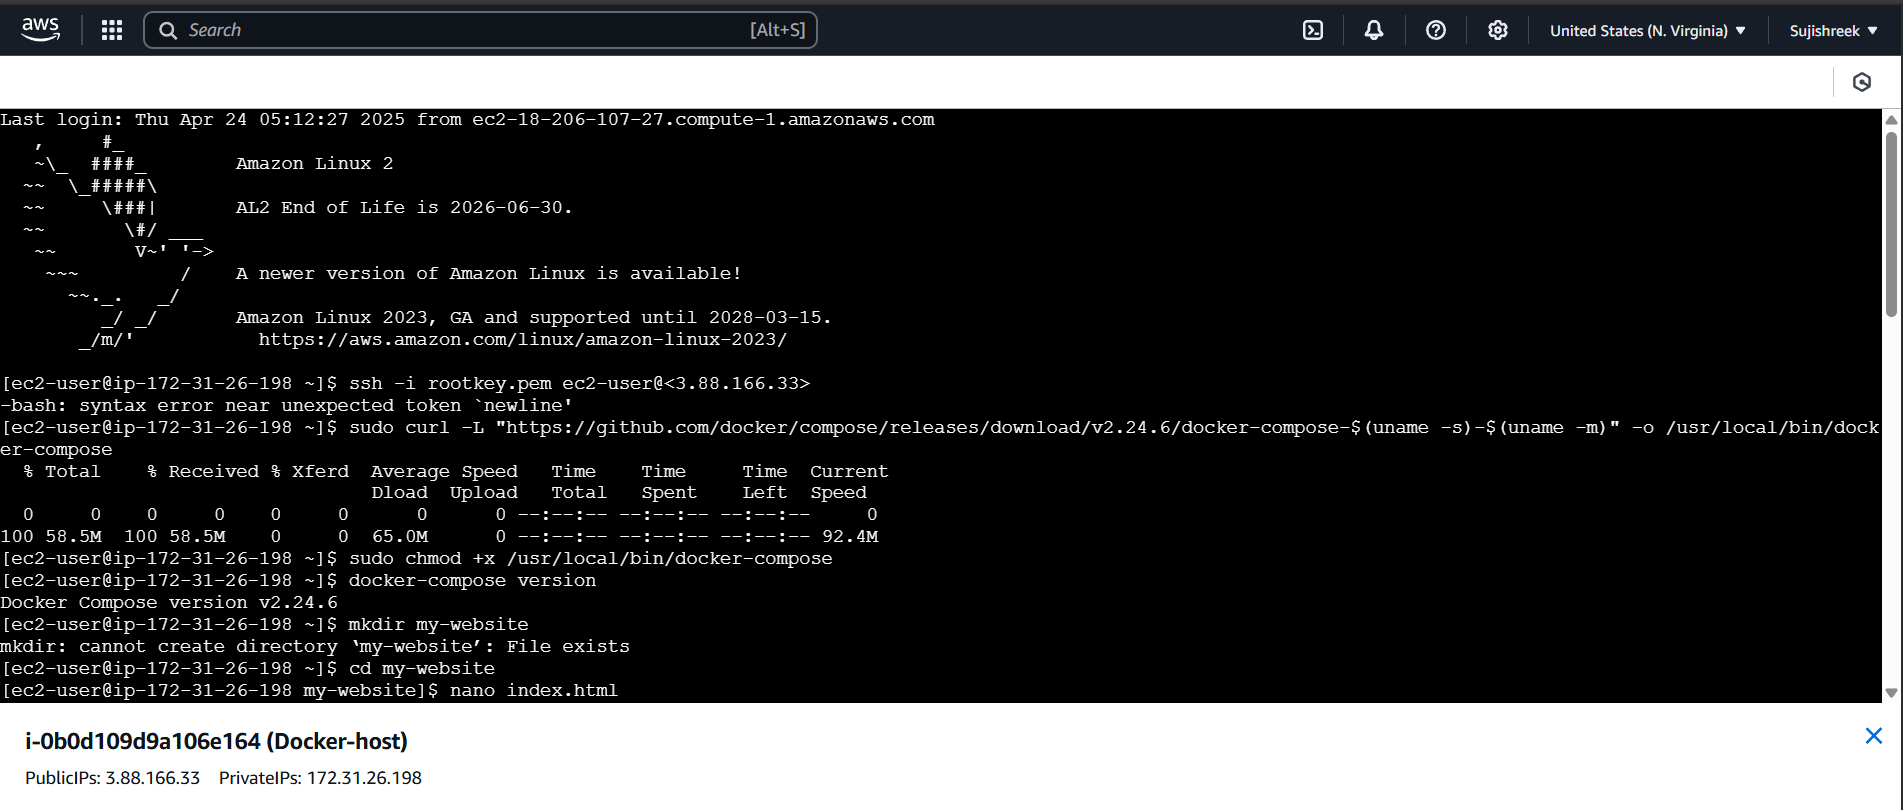 aws
Search [Alt+S]
United States (N. Virginia) ▼
Sujishreek ▼
Last login: Thu Apr 24 05:12:27 2025 from ec2-18-206-107-27.compute-1.amazonaws.com
   ,     #_
   ~\_  ####_        Amazon Linux 2
  ~~  \_#####\
  ~~     \###|       AL2 End of Life is 2026-06-30.
  ~~       \#/ ___
   ~~       V~' '->
    ~~~         /    A newer version of Amazon Linux is available!
      ~~._.   _/
         _/ _/       Amazon Linux 2023, GA and supported until 2028-03-15.
       _/m/'           https://aws.amazon.com/linux/amazon-linux-2023/
[ec2-user@ip-172-31-26-198 ~]$ ssh -i rootkey.pem ec2-user@<3.88.166.33>
-bash: syntax error near unexpected token `newline'
[ec2-user@ip-172-31-26-198 ~]$ sudo curl -L "https://github.com/docker/compose/releases/download/v2.24.6/docker-compose-$(uname -s)-$(uname -m)" -o /usr/local/bin/dock
er-compose
  % Total    % Received % Xferd  Average Speed   Time    Time     Time  Current
                                 Dload  Upload   Total   Spent    Left  Speed
  0     0    0     0    0     0      0      0 --:--:-- --:--:-- --:--:--     0
100 58.5M  100 58.5M    0     0  65.0M      0 --:--:-- --:--:-- --:--:-- 92.4M
[ec2-user@ip-172-31-26-198 ~]$ sudo chmod +x /usr/local/bin/docker-compose
[ec2-user@ip-172-31-26-198 ~]$ docker-compose version
Docker Compose version v2.24.6
[ec2-user@ip-172-31-26-198 ~]$ mkdir my-website
mkdir: cannot create directory ‘my-website’: File exists
[ec2-user@ip-172-31-26-198 ~]$ cd my-website
[ec2-user@ip-172-31-26-198 my-website]$ nano index.html
i-0b0d109d9a106e164 (Docker-host)
PublicIPs: 3.88.166.33 PrivateIPs: 172.31.26.198